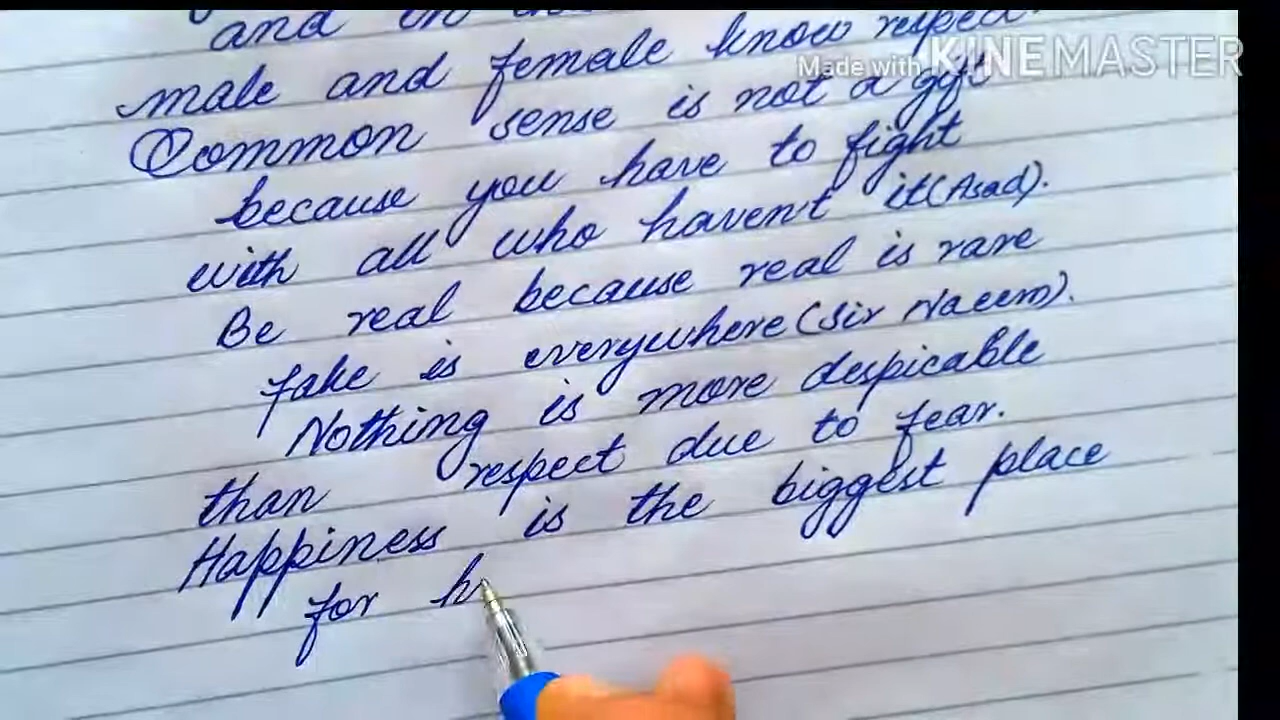 and in
male and female know respect.
Made with KINEMASTER
Common sense is not a gift
because you have to fight
with all who haven't it(Asad).
Be real because real is rare
fake is everywhere(Sir Naeem).
Nothing is more despicable
than respect due to fear.
Happiness is the biggest place
for h